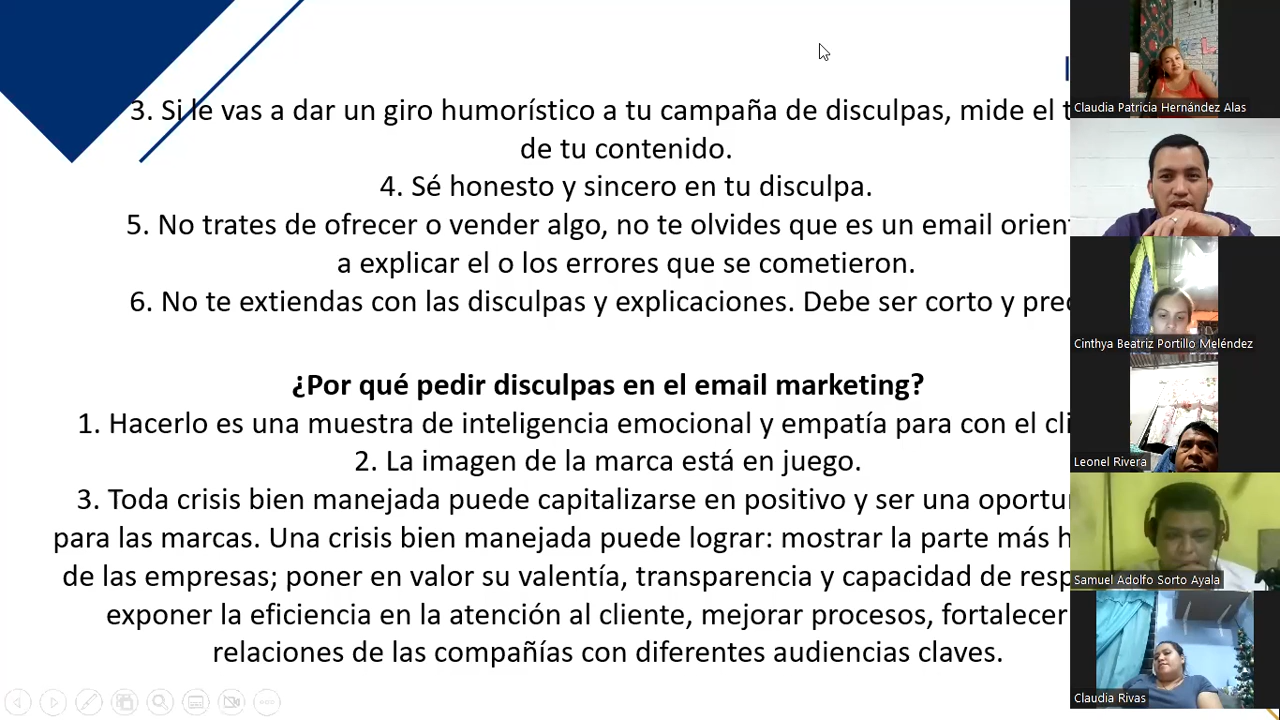 3. Si le vas a dar un giro humorístico a tu campaña de disculpas, mide el t
de tu contenido.
4. Sé honesto y sincero en tu disculpa.
5. No trates de ofrecer o vender algo, no te olvides que es un email orient
a explicar el o los errores que se cometieron.
6. No te extiendas con las disculpas y explicaciones. Debe ser corto y prec
¿Por qué pedir disculpas en el email marketing?
1. Hacerlo es una muestra de inteligencia emocional y empatía para con el cli
2. La imagen de la marca está en juego.
3. Toda crisis bien manejada puede capitalizarse en positivo y ser una oportu
para las marcas. Una crisis bien manejada puede lograr: mostrar la parte más h
de las empresas; poner en valor su valentía, transparencia y capacidad de resp
exponer la eficiencia en la atención al cliente, mejorar procesos, fortalecer
relaciones de las compañías con diferentes audiencias claves.
Claudia Patricia Hernández Alas
Cinthya Beatriz Portillo Meléndez
Leonel Rivera
Samuel Adolfo Sorto Ayala
Claudia Rivas